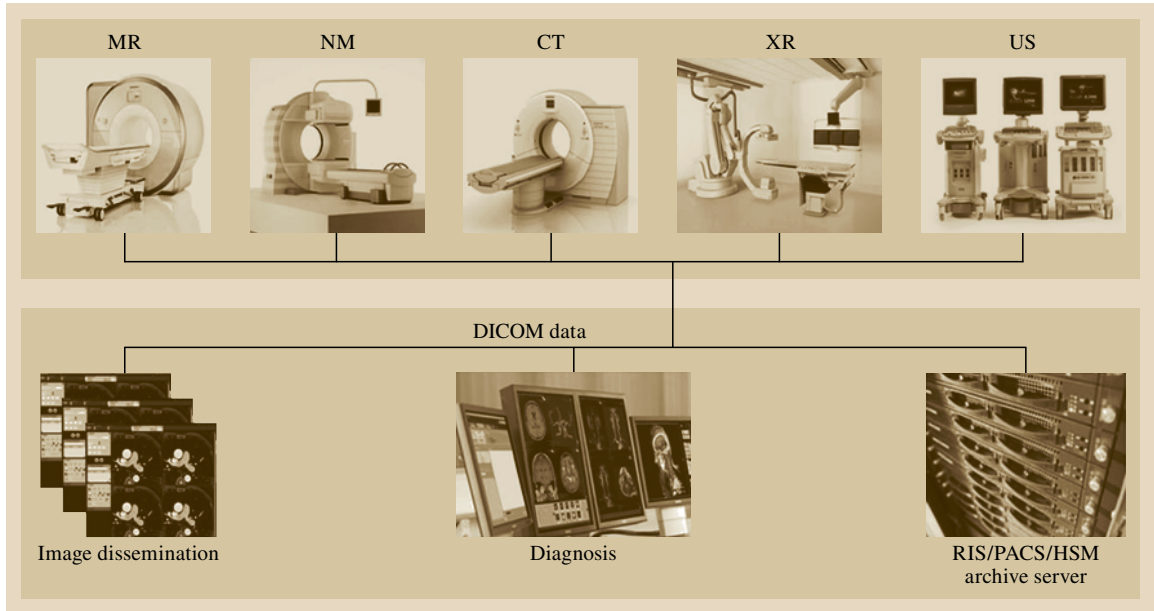 MR
NM
CT
XR
US
DICOM data
Image dissemination
Diagnosis
RIS/PACS/HSM
archive server